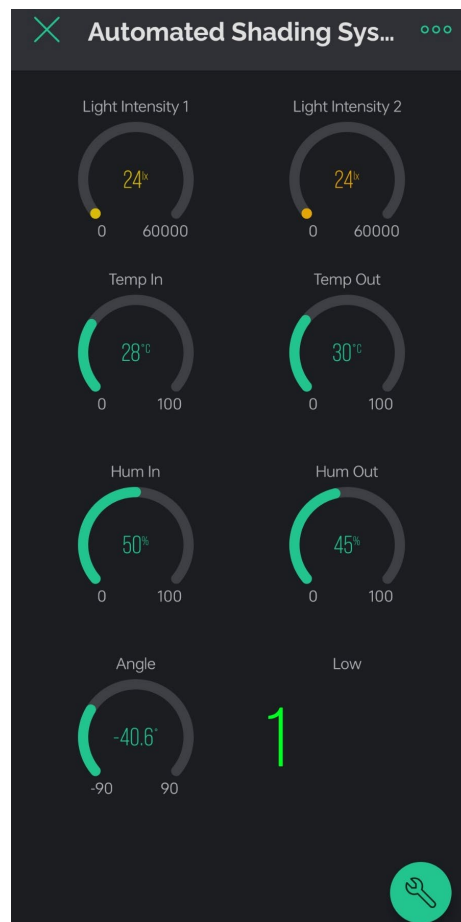 Automated Shading Sys...
Light Intensity 1 Light Intensity 2
24lx 24lx
0 60000 0 60000
Temp In Temp Out
28°C 30°C
0 100 0 100
Hum In Hum Out
50% 45%
0 100 0 100
Angle Low
-40.6° 1
-90 90